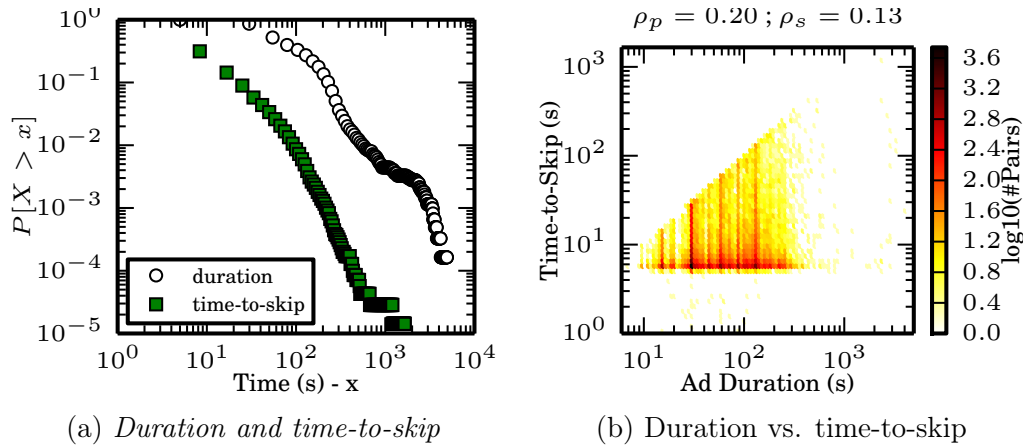 10^0
10^-1
10^-2
10^-3
10^-4
10^-5
P[X > x]
duration
time-to-skip
10^0 10^1 10^2 10^3 10^4
Time (s) - x
(a) Duration and time-to-skip
ρ_p = 0.20 ; ρ_s = 0.13
10^3
10^2
10^1
10^0
Time-to-Skip (s)
10^1 10^2 10^3
Ad Duration (s)
3.6
3.2
2.8
2.4
2.0
1.6
1.2
0.8
0.4
0.0
log10(#Pairs)
(b) Duration vs. time-to-skip